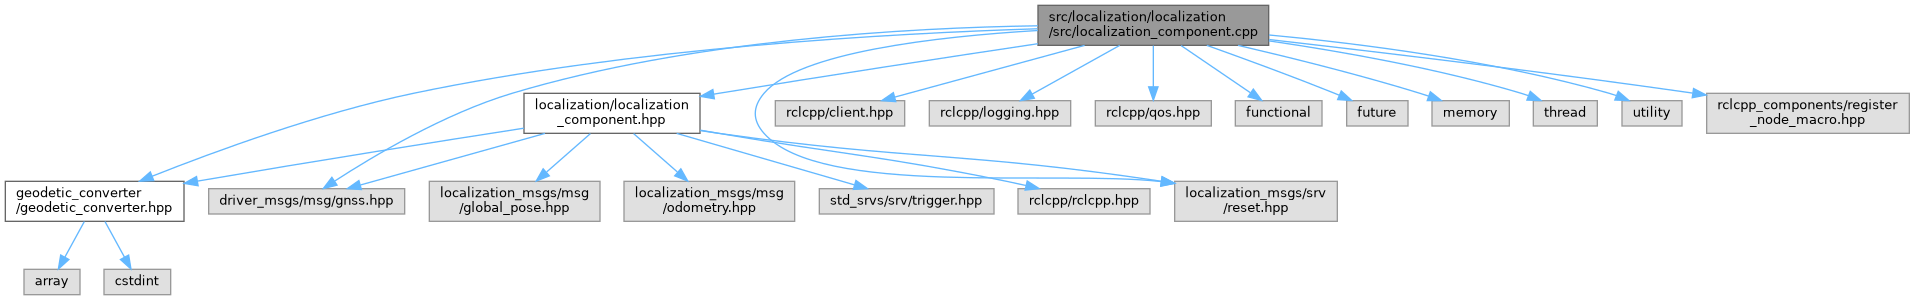 src/localization/localization
/src/localization_component.cpp
localization/localization
_component.hpp
rclcpp/client.hpp
rclcpp/logging.hpp
rclcpp/qos.hpp
functional
future
memory
thread
utility
rclcpp_components/register
_node_macro.hpp
geodetic_converter
/geodetic_converter.hpp
driver_msgs/msg/gnss.hpp
localization_msgs/msg
/global_pose.hpp
localization_msgs/msg
/odometry.hpp
std_srvs/srv/trigger.hpp
rclcpp/rclcpp.hpp
localization_msgs/srv
/reset.hpp
array
cstdint